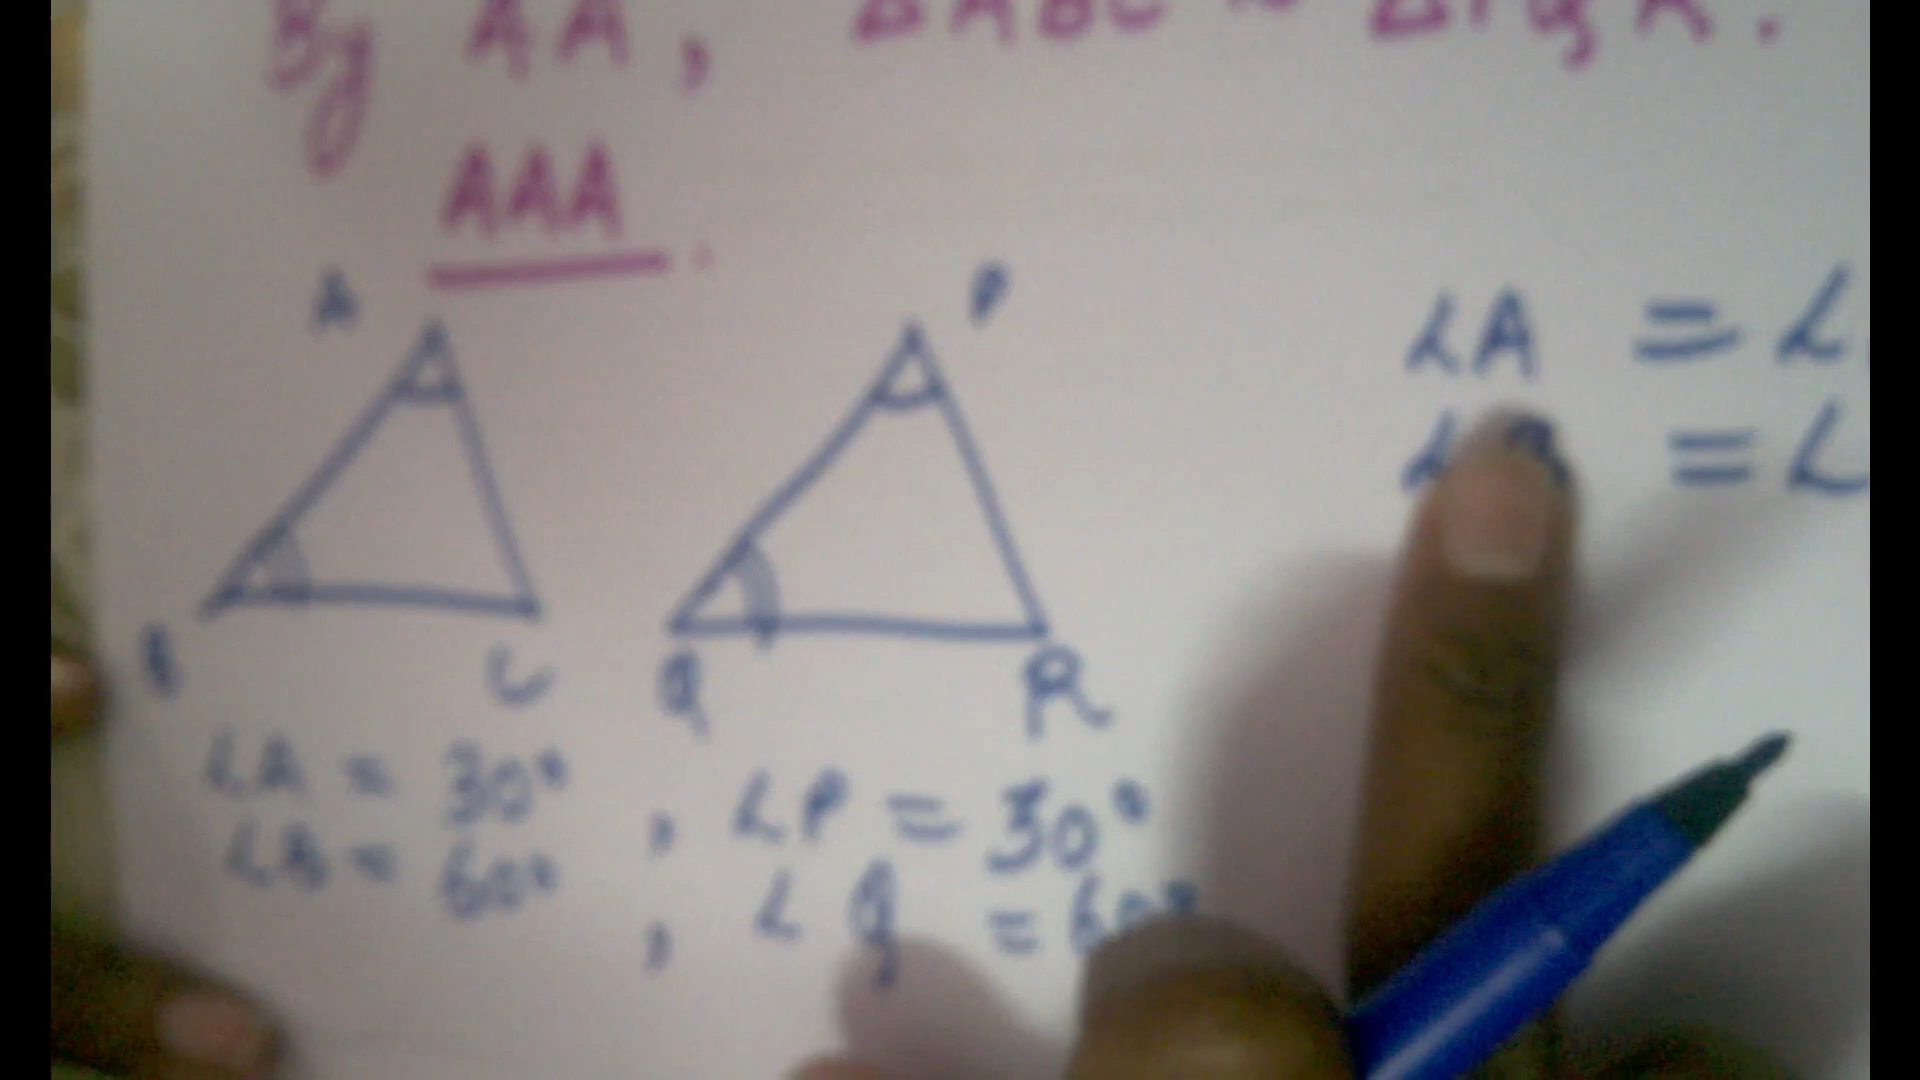 By AA, ΔABC ~ ΔPQR.
AAA.
A
P
B
C
Q
R
∠A = ∠
∠B = ∠
∠A = 30°, ∠P = 30°
∠B = 60°, ∠Q = 60°